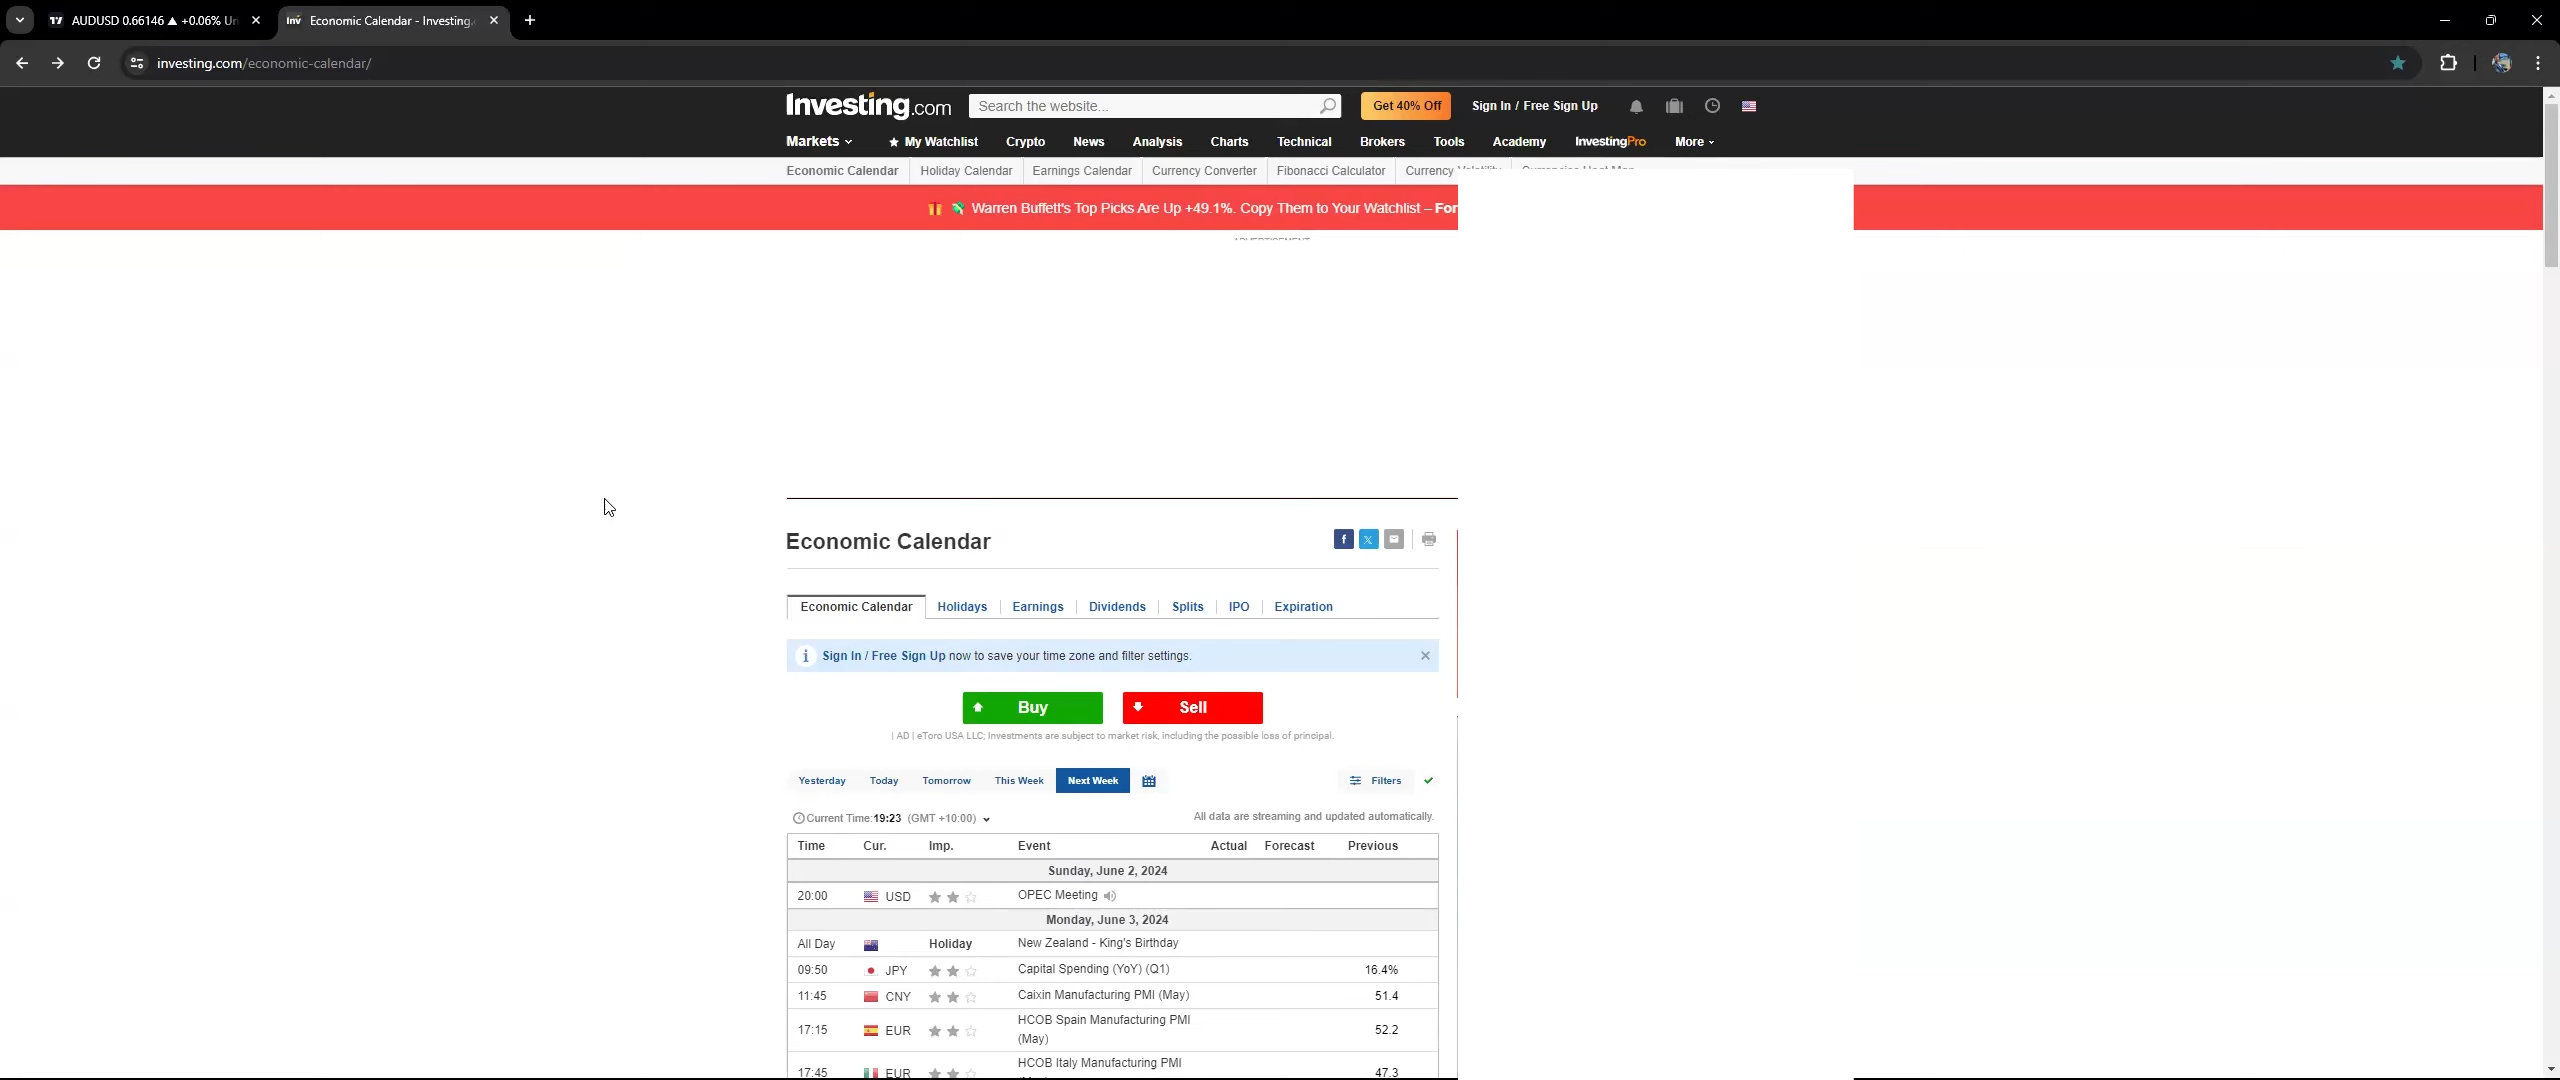 AUDUSD 0.66146 ▲ +0.06% Un
Economic Calendar - Investing.
investing.com/economic-calendar/
Investing.com
Search the website...
Get 40% Off
Sign In / Free Sign Up
Markets
My Watchlist
Crypto
News
Analysis
Charts
Technical
Brokers
Tools
Academy
InvestingPro
More
Economic Calendar
Holiday Calendar
Earnings Calendar
Currency Converter
Fibonacci Calculator
Currency
Warren Buffett's Top Picks Are Up +49.1%. Copy Them to Your Watchlist – For
Economic Calendar
Economic Calendar
Holidays
Earnings
Dividends
Splits
IPO
Expiration
Sign In / Free Sign Up now to save your time zone and filter settings.
Buy
Sell
| AD | eToro USA LLC; Investments are subject to market risk, including the possible loss of principal.
Yesterday
Today
Tomorrow
This Week
Next Week
Filters
Current Time:19:23 (GMT +10:00)
All data are streaming and updated automatically.
Time Cur. Imp. Event Actual Forecast Previous
Sunday, June 2, 2024
20:00 USD OPEC Meeting
Monday, June 3, 2024
All Day Holiday New Zealand - King's Birthday
09:50 JPY Capital Spending (YoY) (Q1) 16.4%
11:45 CNY Caixin Manufacturing PMI (May) 51.4
17:15 EUR HCOB Spain Manufacturing PMI (May) 52.2
17:45 EUR HCOB Italy Manufacturing PMI 47.3